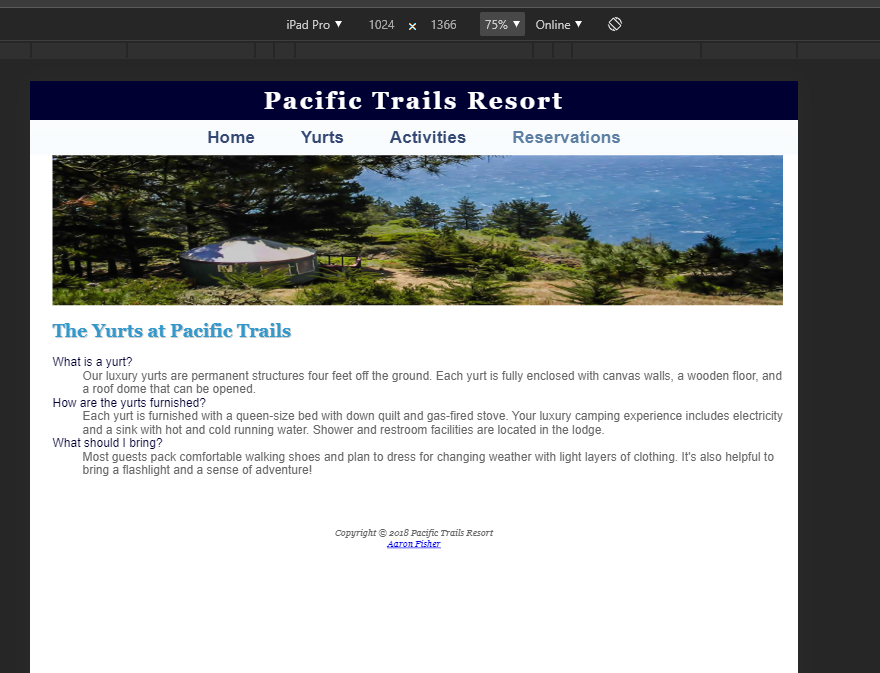 iPad Pro ▼ 1024 × 1366 75% ▼ Online ▼
Pacific Trails Resort
Home Yurts Activities Reservations
The Yurts at Pacific Trails
What is a yurt?
Our luxury yurts are permanent structures four feet off the ground. Each yurt is fully enclosed with canvas walls, a wooden floor, and
a roof dome that can be opened.
How are the yurts furnished?
Each yurt is furnished with a queen-size bed with down quilt and gas-fired stove. Your luxury camping experience includes electricity
and a sink with hot and cold running water. Shower and restroom facilities are located in the lodge.
What should I bring?
Most guests pack comfortable walking shoes and plan to dress for changing weather with light layers of clothing. It's also helpful to
bring a flashlight and a sense of adventure!
Copyright © 2018 Pacific Trails Resort
Aaron Fisher